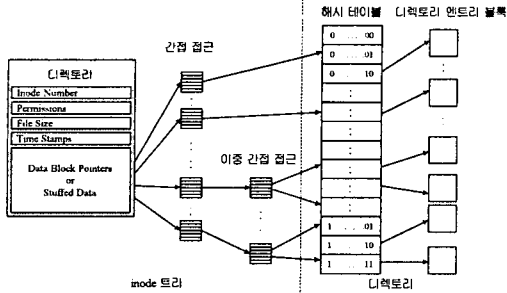 해시 테이블
디렉토리 엔트리 블록
간접 접근
디렉토리
Inode Number
Permissions
File Size
Time Stamps
Data Block Pointers
or
Stuffed Data
이중 간접 접근
0 ... 00
0 ... 01
0 ... 10
1 ... 01
1 ... 10
1 ... 11
inode 트리
디렉토리